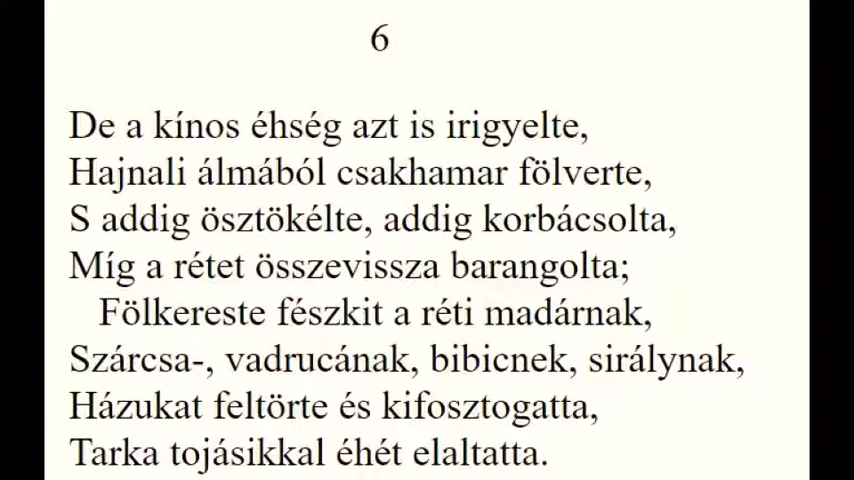 6
De a kínos éhség azt is irigyelte,
Hajnali álmából csakhamar fölverte,
S addig ösztökélte, addig korbácsolta,
Míg a rétet összevissza barangolta;
Fölkereste fészkit a réti madárnak,
Szárcsa-, vadrucának, bibicnek, sirálynak,
Házukat feltörte és kifosztogatta,
Tarka tojásikkal éhét elaltatta.